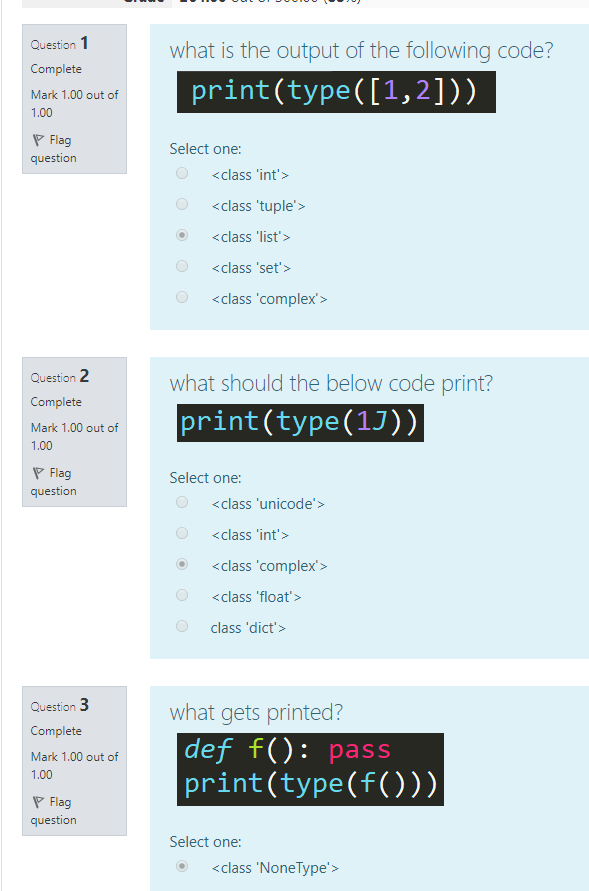 Question 1
Complete
Mark 1.00 out of
1.00
Flag
question
what is the output of the following code?
print(type([1,2]))
Select one:
<class 'int'>
<class 'tuple'>
<class 'list'>
<class 'set'>
<class 'complex'>
Question 2
Complete
Mark 1.00 out of
1.00
Flag
question
what should the below code print?
print(type(1J))
Select one:
<class 'unicode'>
<class 'int'>
<class 'complex'>
<class 'float'>
class 'dict'>
Question 3
Complete
Mark 1.00 out of
1.00
Flag
question
what gets printed?
def f(): pass
print(type(f()))
Select one:
<class 'NoneType'>